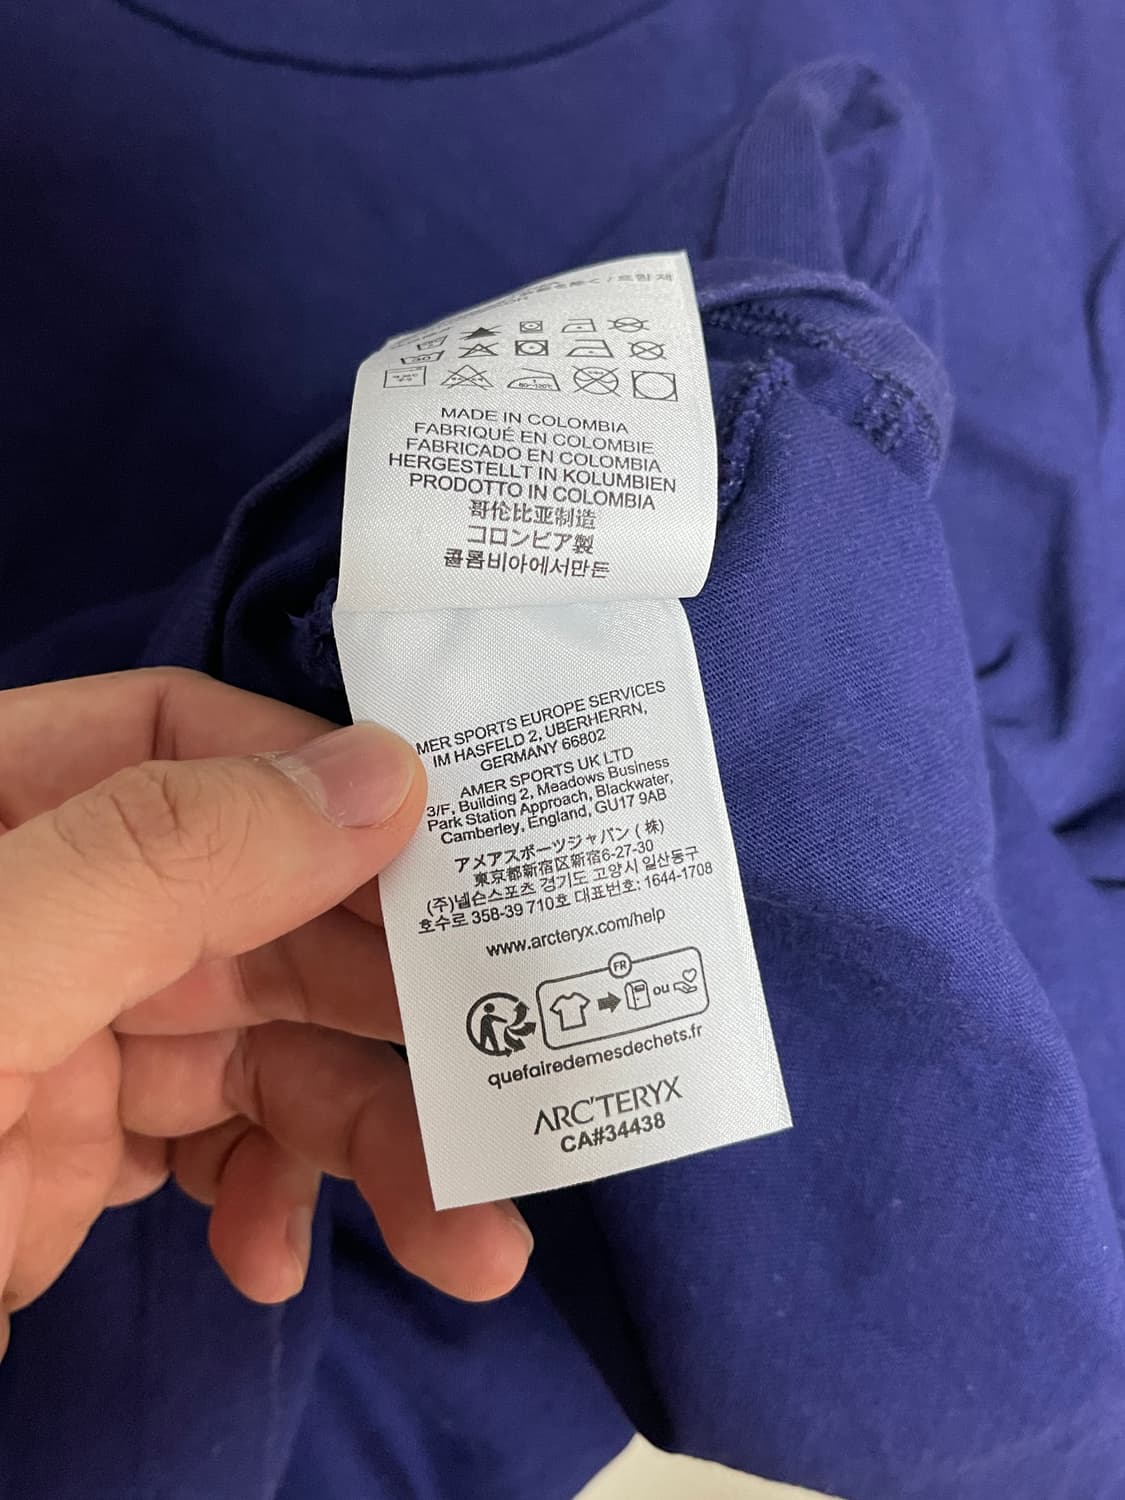 MADE IN COLOMBIA
FABRIQUÉ EN COLOMBIE
FABRICADO EN COLOMBIA
HERGESTELLT IN KOLUMBIEN
PRODOTTO IN COLOMBIA
哥伦比亚制造
コロンビア製
콜롬비아에서만든
MER SPORTS EUROPE SERVICES
IM HASFELD 2, UBERHERRN,
GERMANY 66802
AMER SPORTS UK LTD
3/F, Building 2, Meadows Business
Park Station Approach, Blackwater,
Camberley, England, GU17 9AB
アメアスポーツジャパン (株)
東京都新宿区新宿6-27-30
(주)넬슨스포츠 경기도 고양시 일산동구
호수로 358-39 710호 대표번호: 1644-1708
www.arcteryx.com/help
FR
ou
quefairedemesdechets.fr
ARC'TERYX
CA#34438